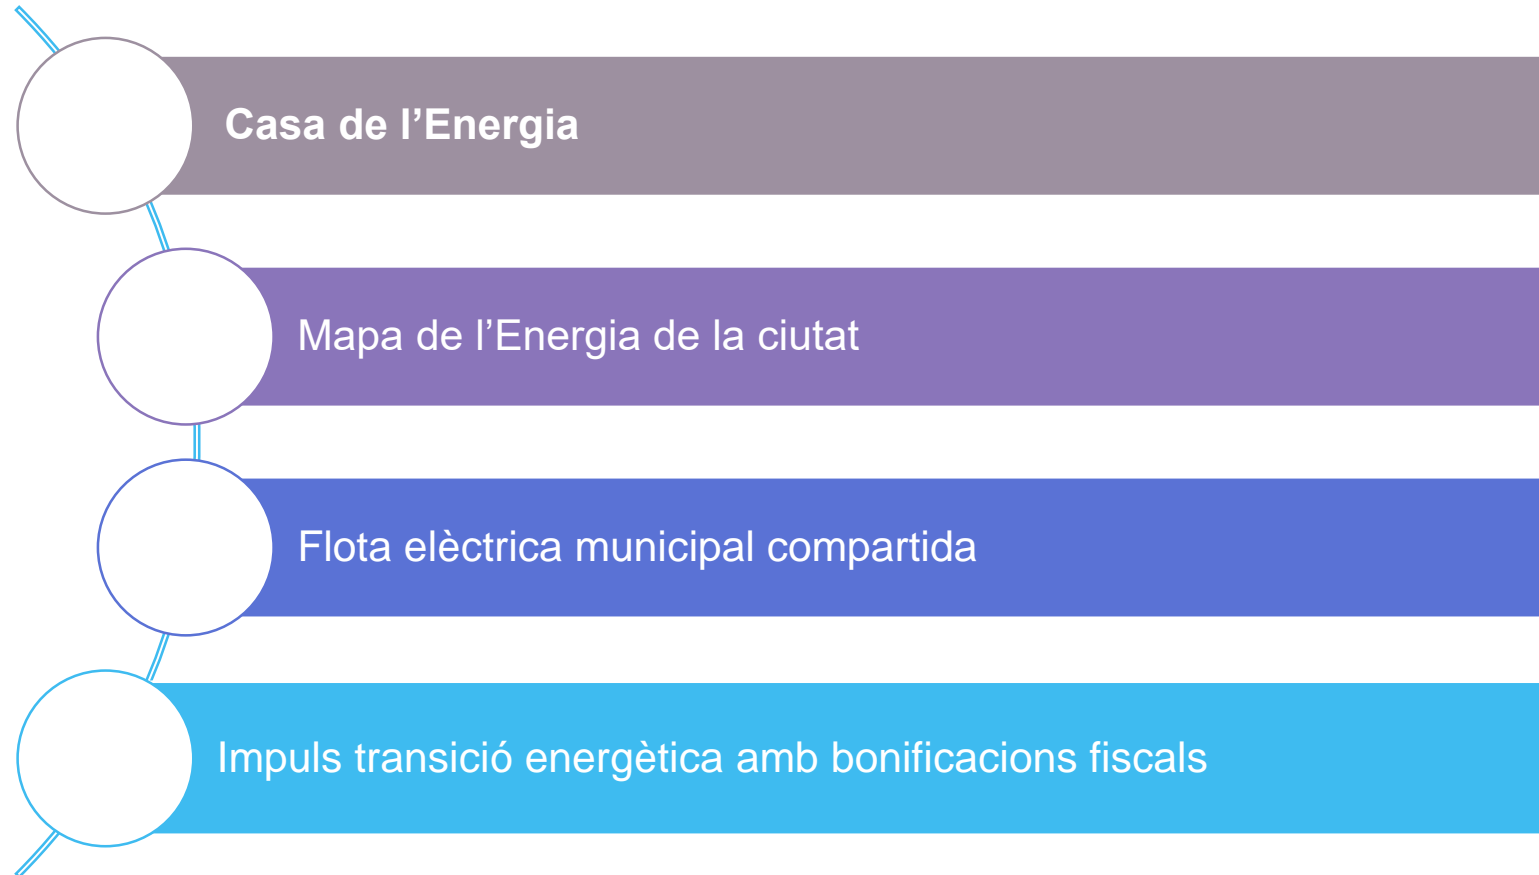 Casa de l’Energia
Mapa de l’Energia de la ciutat
Flota elèctrica municipal compartida
Impuls transició energètica amb bonificacions fiscals